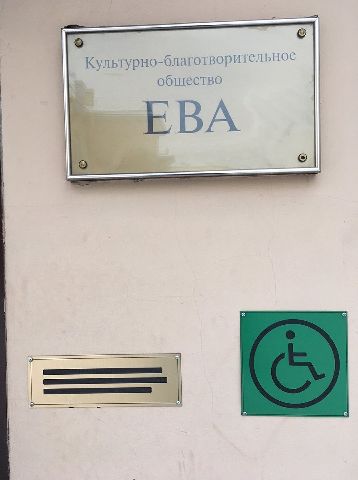 Культурно-благотворительное
общество
ЕВА